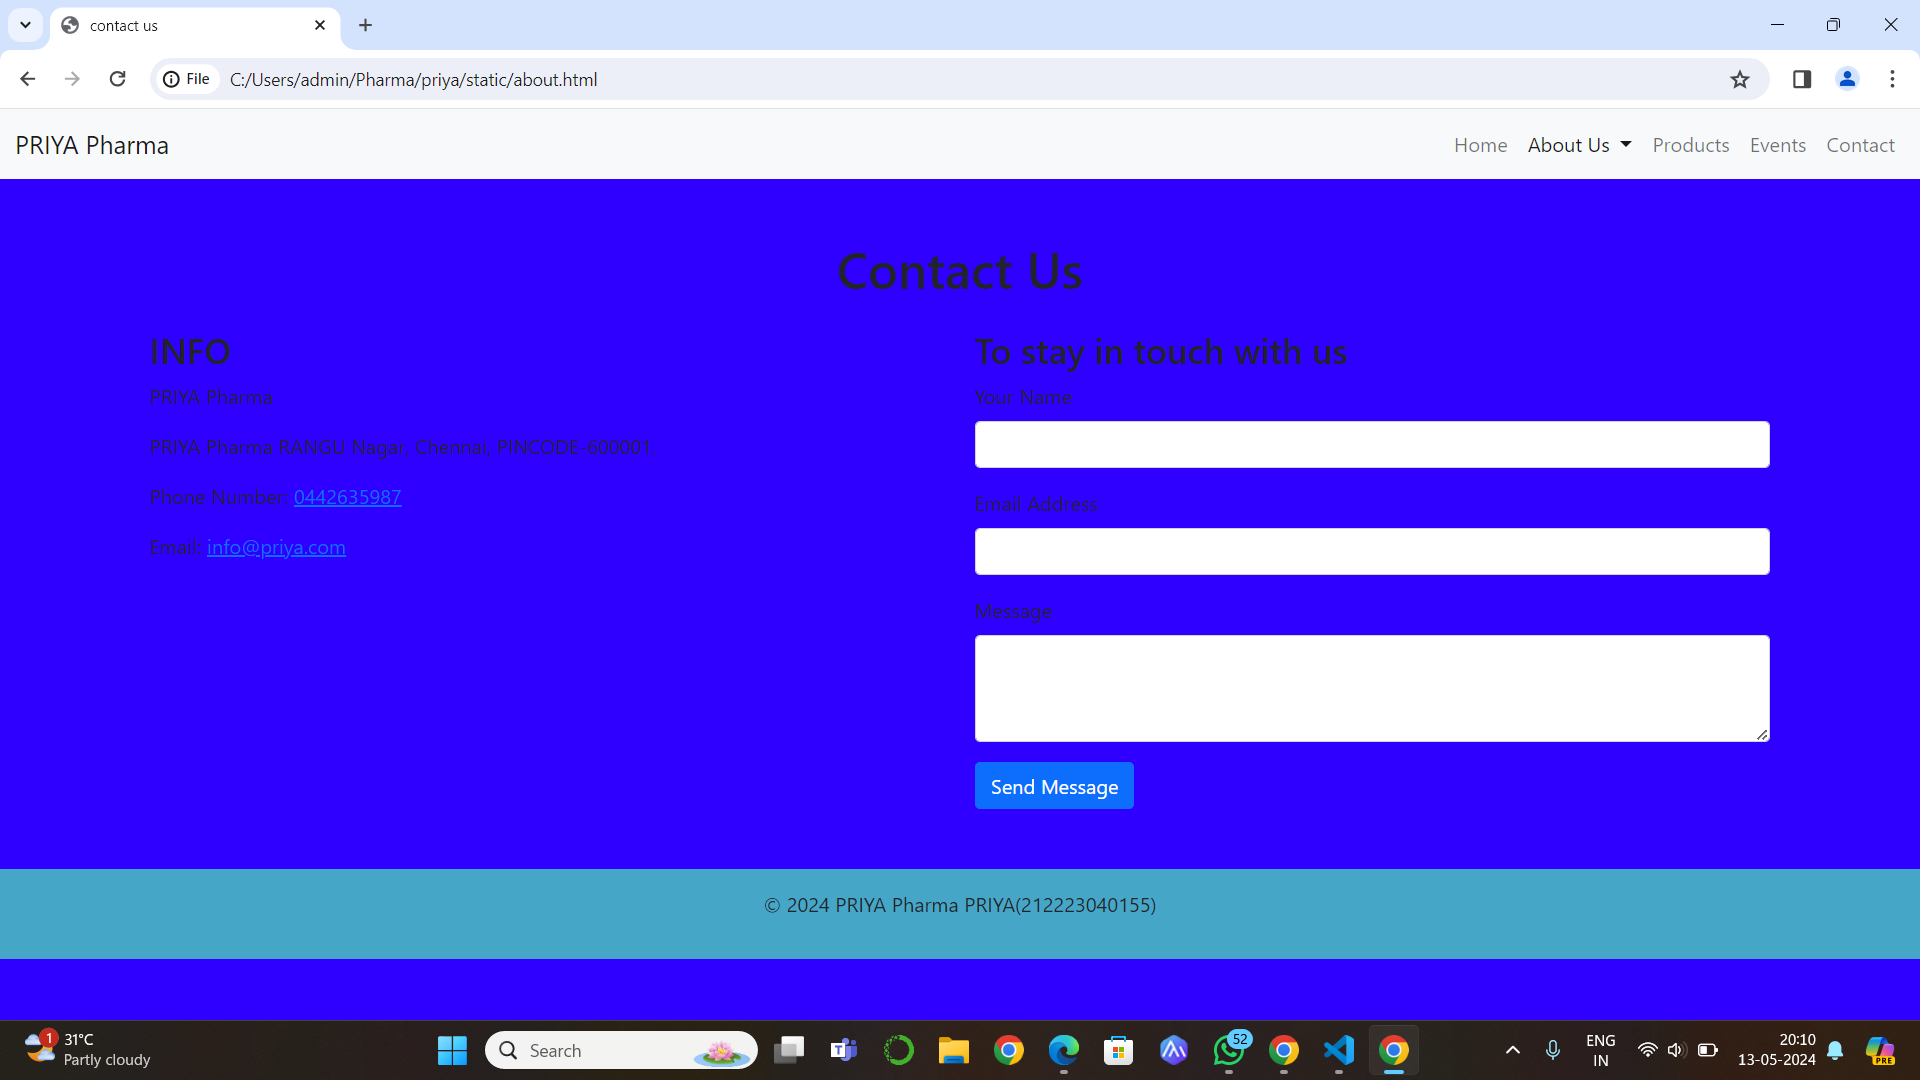 contact us
File
C:/Users/admin/Pharma/priya/static/about.html
PRIYA Pharma
Home
About Us
Products
Events
Contact
Contact Us
INFO
PRIYA Pharma
PRIYA Pharma RANGU Nagar, Chennai, PINCODE-600001.
Phone Number: 0442635987
Email: info@priya.com
To stay in touch with us
Your Name
Email Address
Message
Send Message
© 2024 PRIYA Pharma PRIYA(212223040155)
1
31°C
Partly cloudy
Search
T
52
ENG
IN
20:10
13-05-2024
PRE